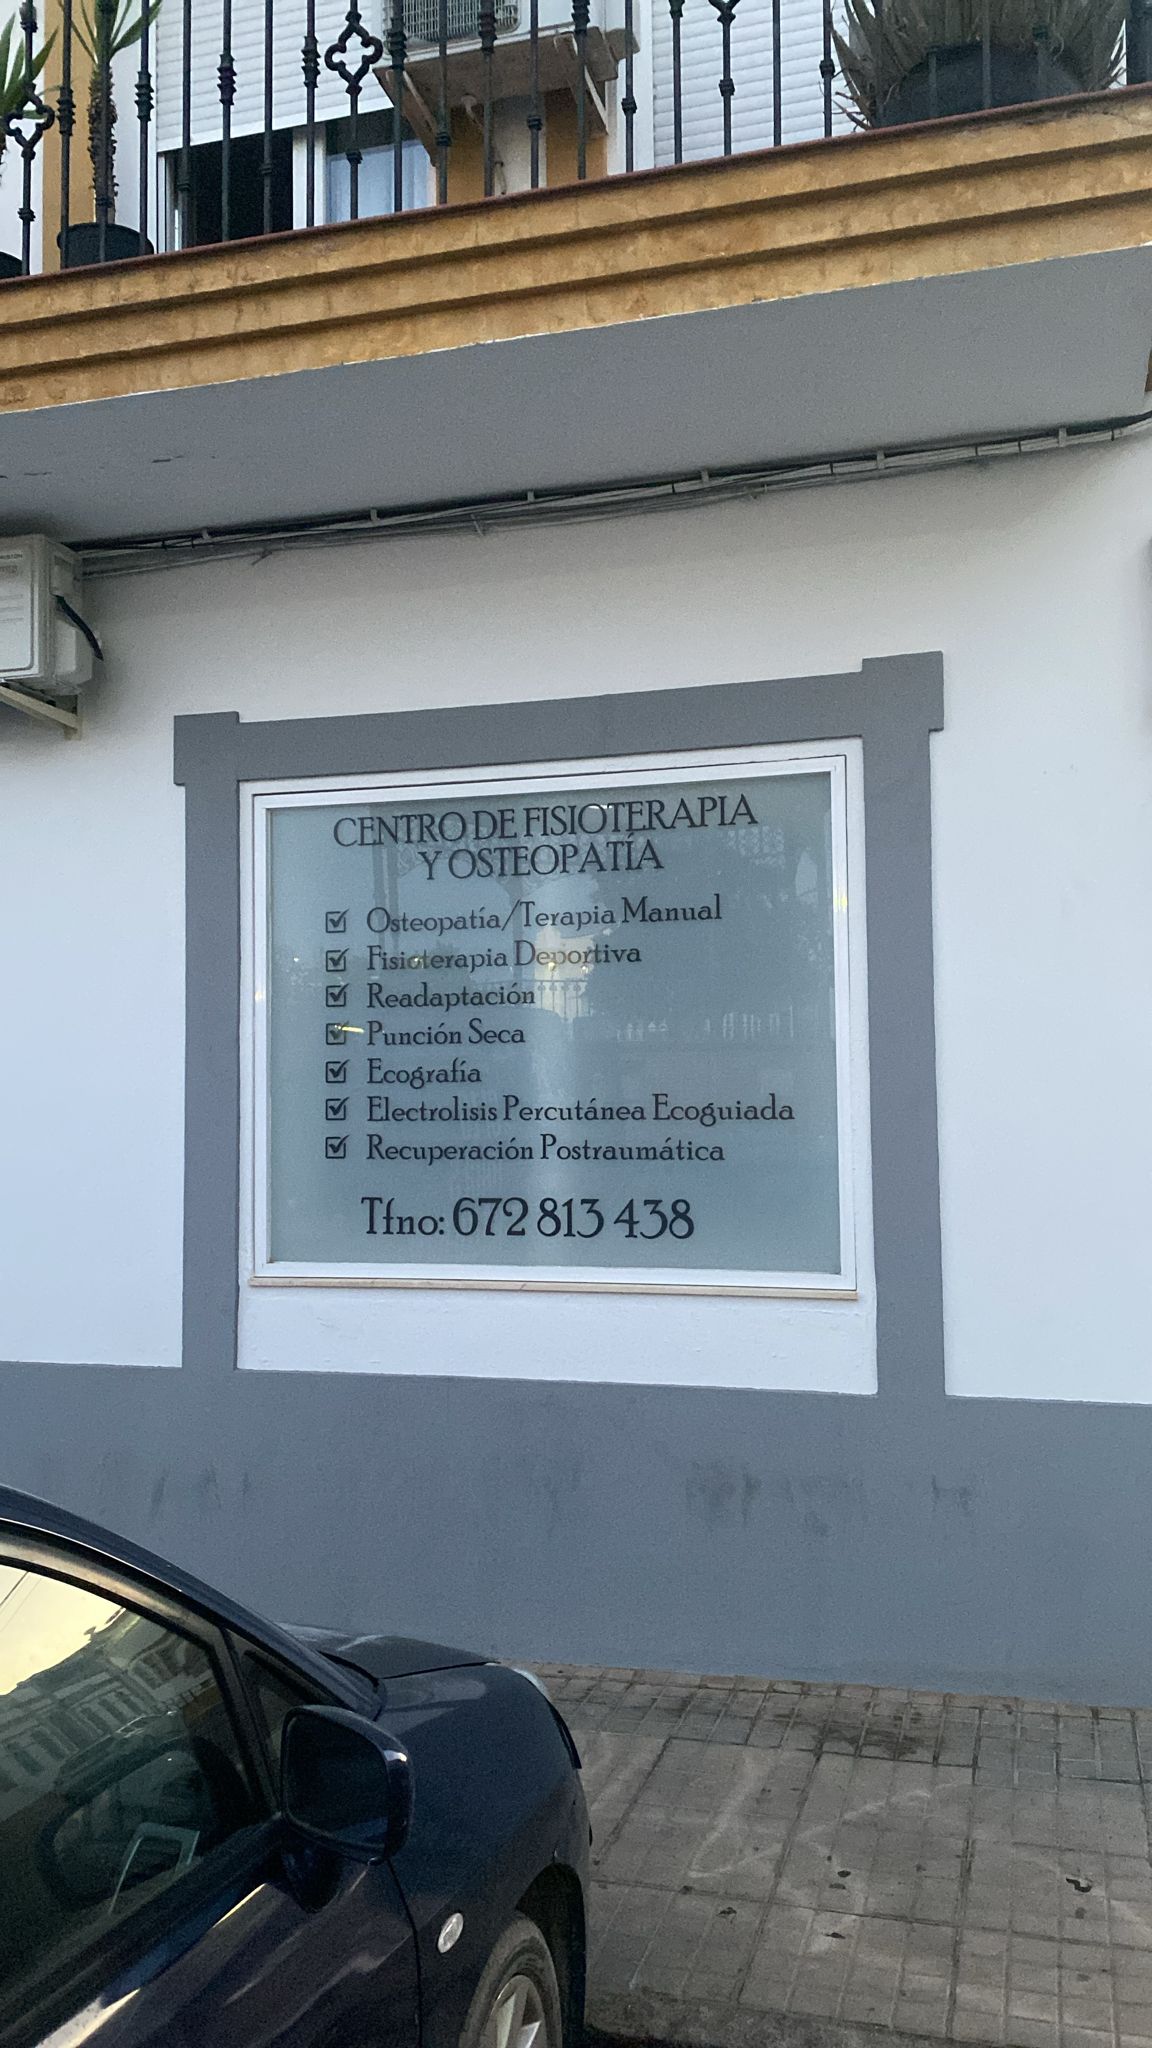 CENTRO DE FISIOTERAPIA
Y OSTEOPATÍA
Osteopatía/Terapia Manual
Fisioterapia Deportiva
Readaptación
Punción Seca
Ecografía
Electrolisis Percutánea Ecoguiada
Recuperación Postraumática
Tfno: 672 813 438